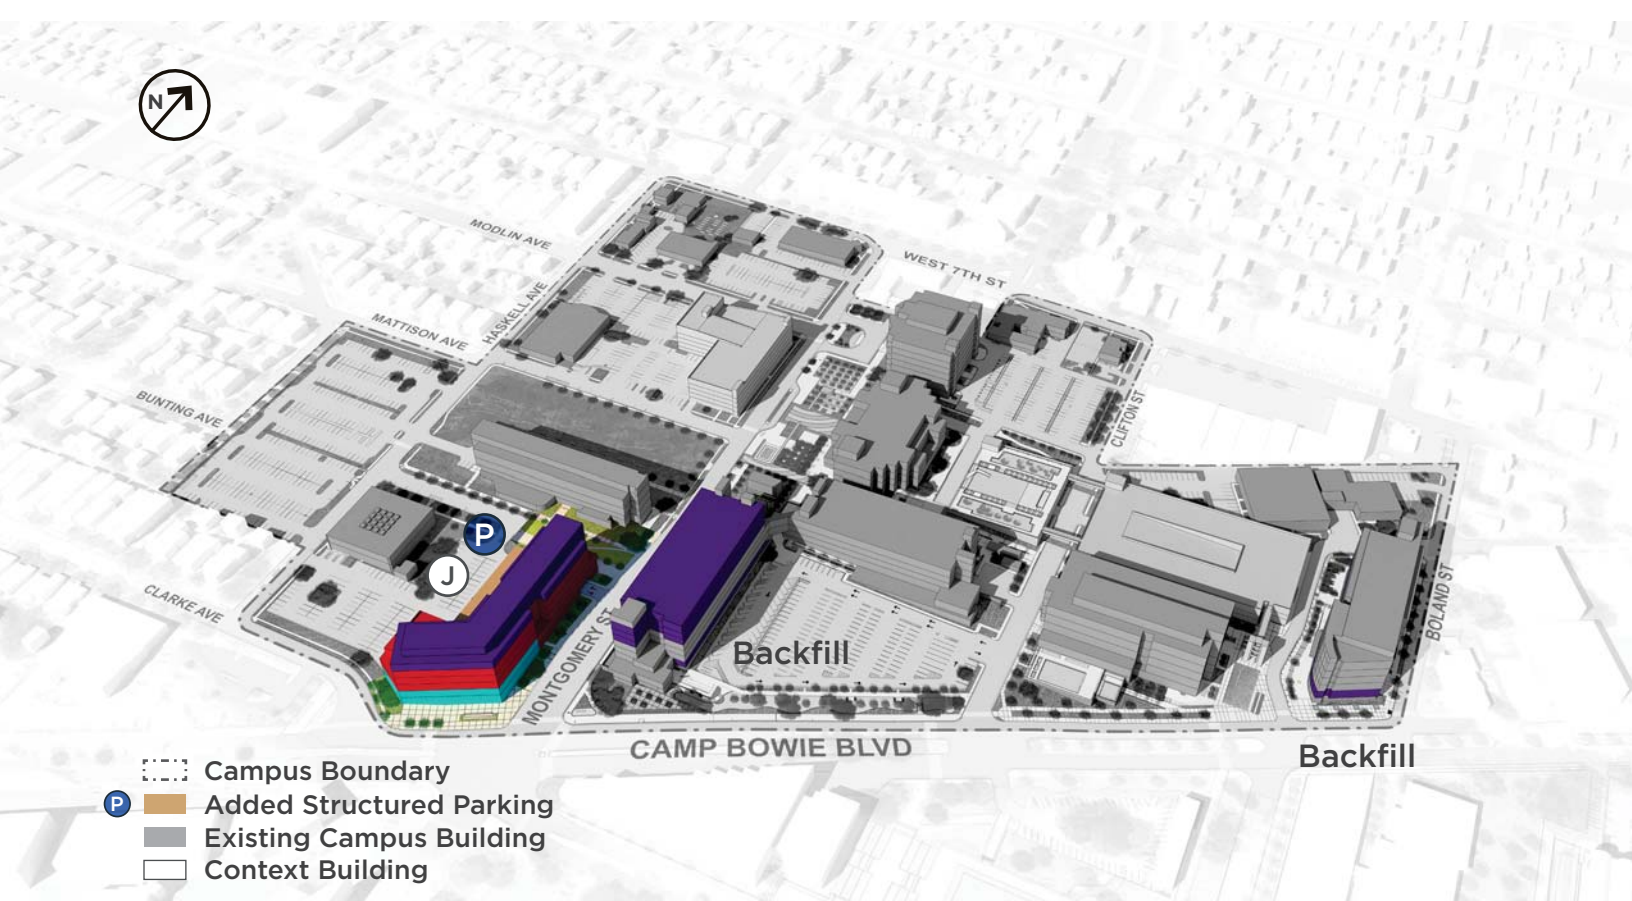 N
MODLIN AVE
WEST 7TH ST
HASKELL AVE
MATTISON AVE
BUNTING AVE
CLIFTON ST
P
J
CLARKE AVE
BOLAND ST
MONTGOMERY ST
Backfill
CAMP BOWIE BLVD
Backfill
Campus Boundary
P Added Structured Parking
Existing Campus Building
Context Building